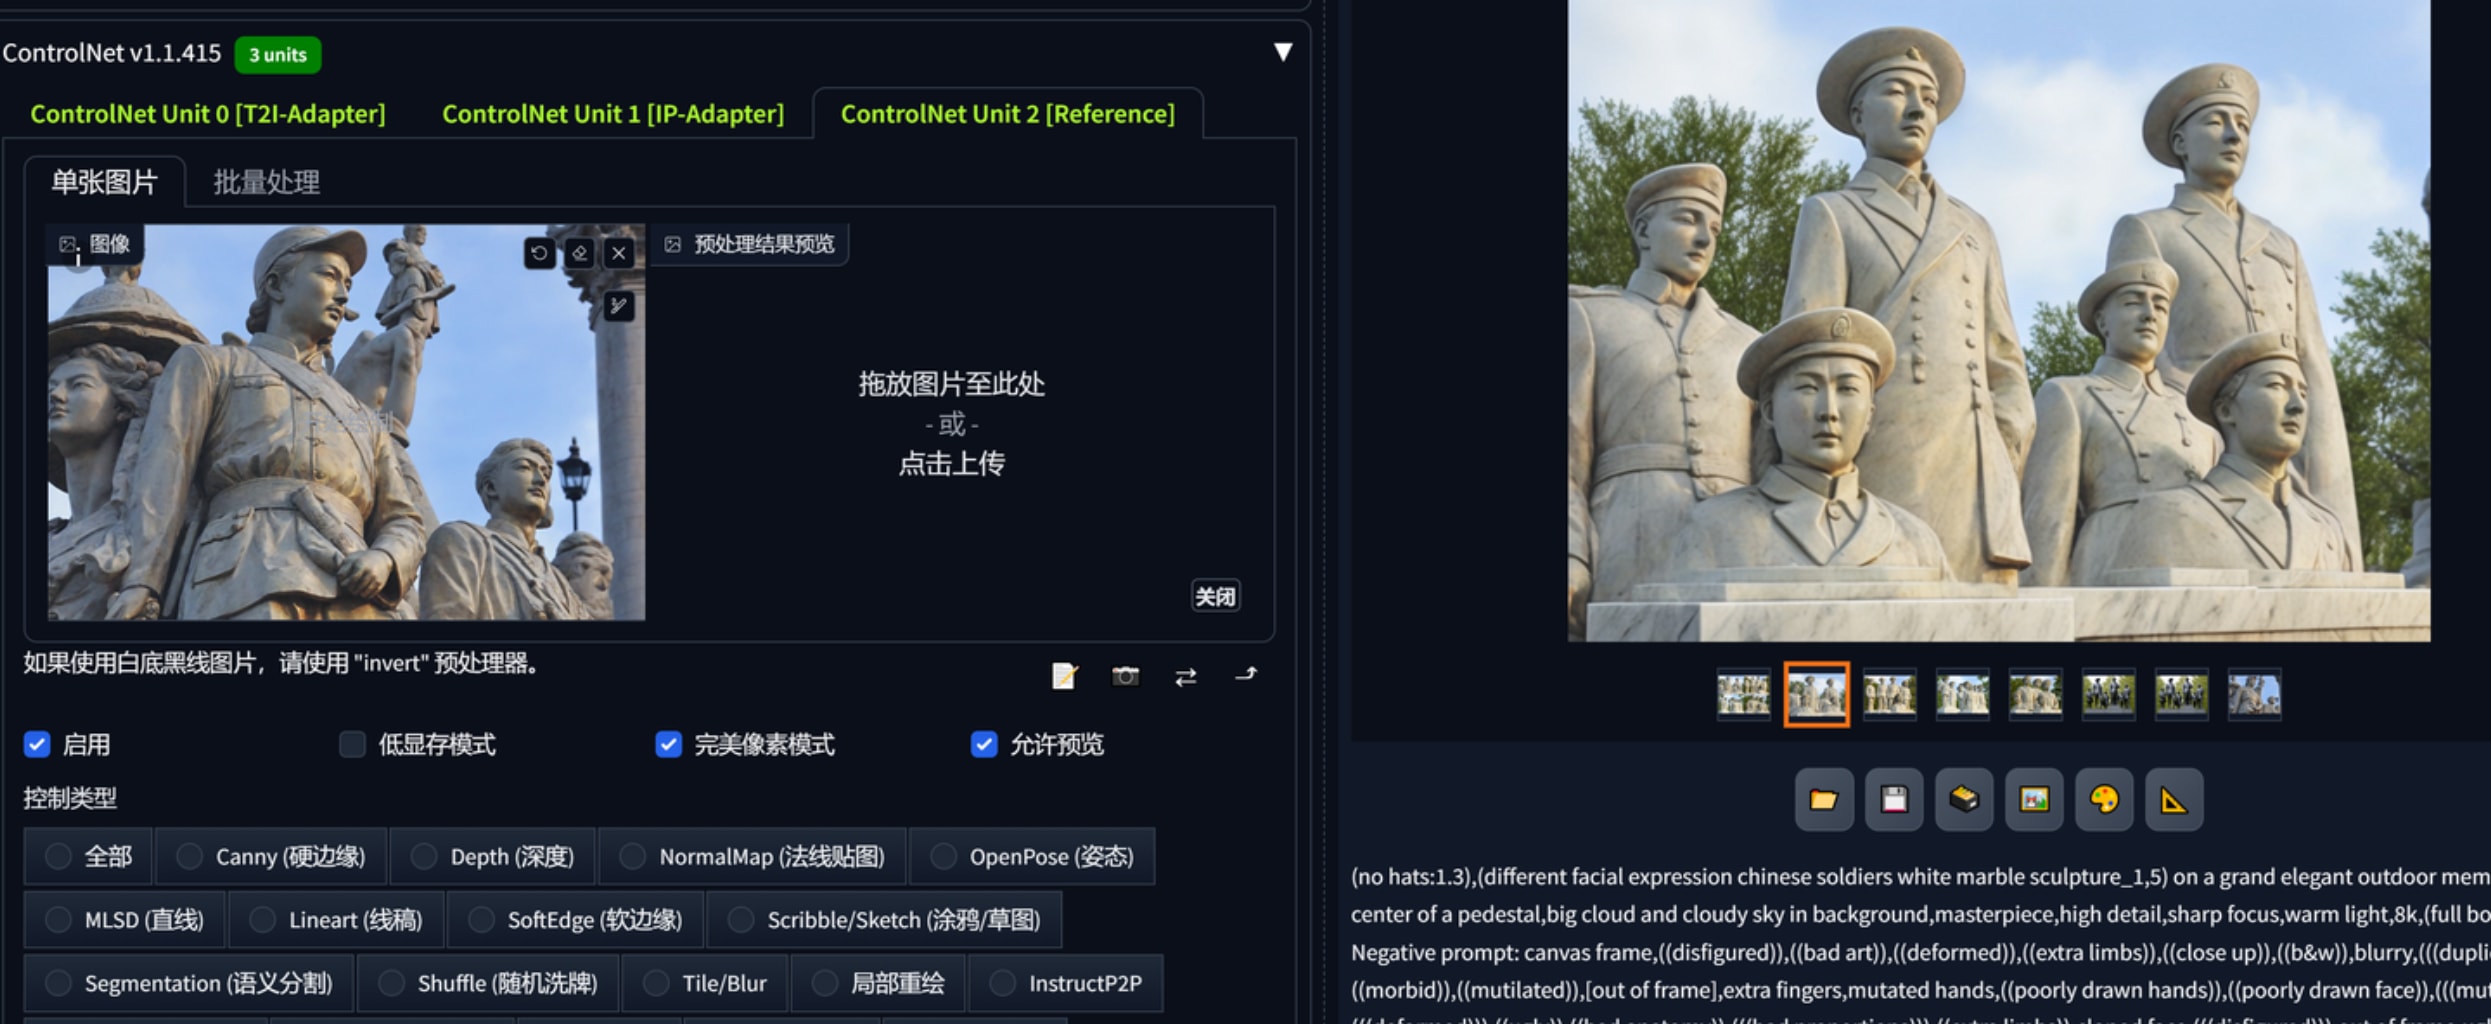 ControlNet v1.1.415 3 units
ControlNet Unit 0 [T2I-Adapter] ControlNet Unit 1 [IP-Adapter] ControlNet Unit 2 [Reference]
单张图片 批量处理
图像 预处理结果预览
拖放图片至此处
- 或 -
点击上传
关闭
如果使用白底黑线图片，请使用 "invert" 预处理器。
启用 低显存模式 完美像素模式 允许预览
控制类型
全部 Canny (硬边缘) Depth (深度) NormalMap (法线贴图) OpenPose (姿态)
MLSD (直线) Lineart (线稿) SoftEdge (软边缘) Scribble/Sketch (涂鸦/草图)
Segmentation (语义分割) Shuffle (随机洗牌) Tile/Blur 局部重绘 InstructP2P
(no hats:1.3),(different facial expression chinese soldiers white marble sculpture_1,5) on a grand elegant outdoor mem
center of a pedestal,big cloud and cloudy sky in background,masterpiece,high detail,sharp focus,warm light,8k,(full bo
Negative prompt: canvas frame,((disfigured)),((bad art)),((deformed)),((extra limbs)),((close up)),((b&w)),blurry,(((dupli
((morbid)),((mutilated)),[out of frame],extra fingers,mutated hands,((poorly drawn hands)),((poorly drawn face)),(((mut